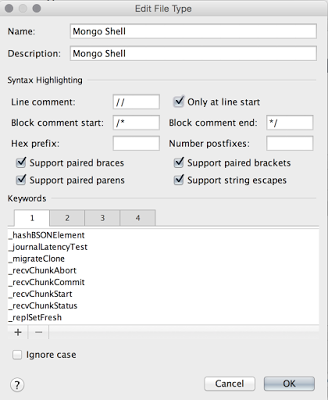 Edit File Type
Name: Mongo Shell
Description: Mongo Shell
Syntax Highlighting
Line comment: // Only at line start
Block comment start: /* Block comment end: */
Hex prefix: Number postfixes:
Support paired braces Support paired brackets
Support paired parens Support string escapes
Keywords
1 2 3 4
_hashBSONElement
_journalLatencyTest
_migrateClone
_recvChunkAbort
_recvChunkCommit
_recvChunkStart
_recvChunkStatus
_replSetFresh
+ −
Ignore case
? Cancel OK